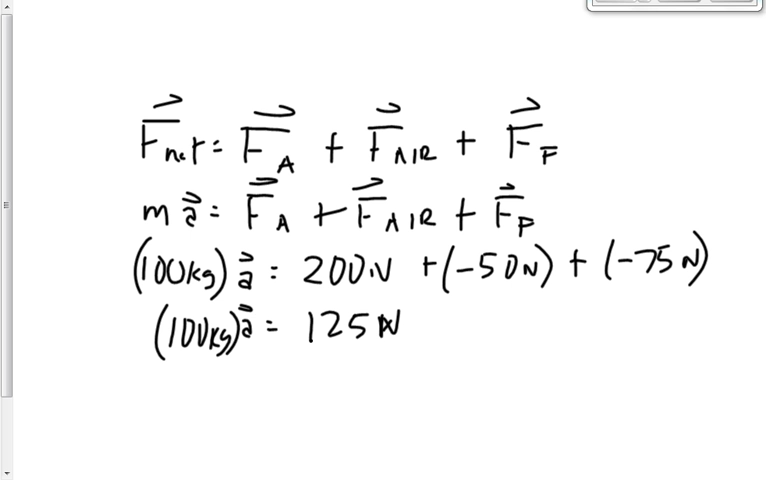 F⃗net = F⃗A + F⃗AIR + F⃗F
ma⃗ = F⃗A + F⃗AIR + F⃗F
(100kg) a⃗ = 200N + (-50N) + (-75N)
(100kg) a⃗ = 125N